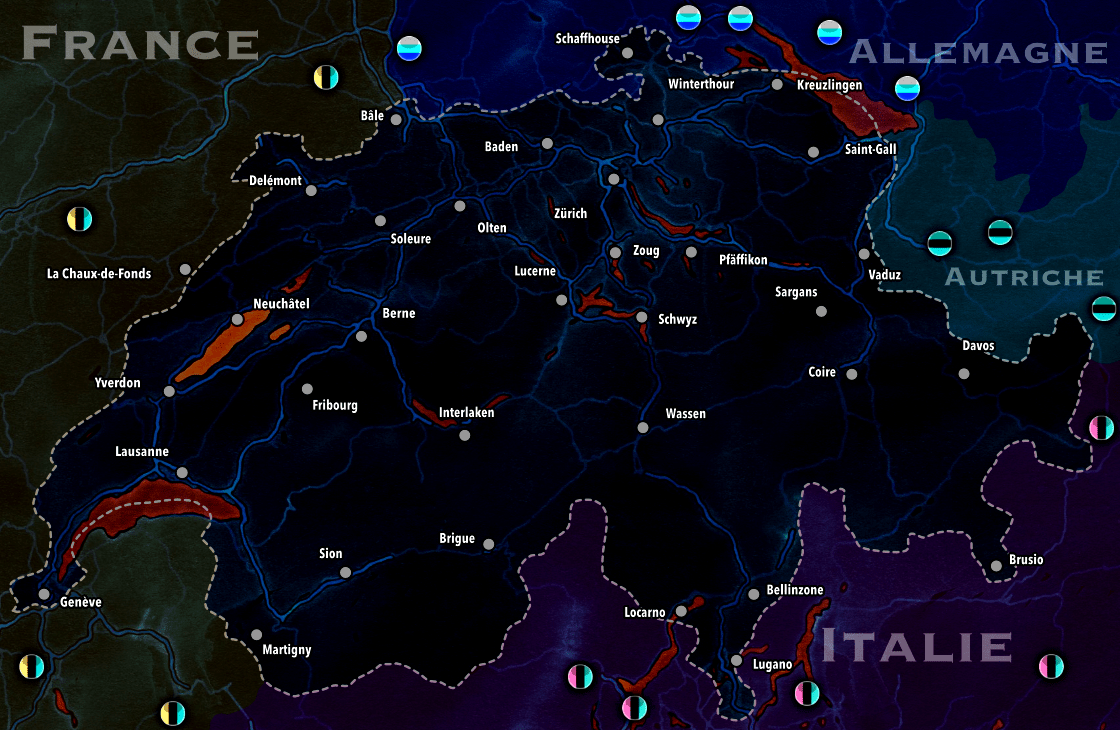 FRANCE
Schaffhouse
ALLEMAGNE
Winterthour
Kreuzlingen
Bâle
Baden
Saint-Gall
Delémont
Zürich
Olten
Soleure
Zoug
Pfäffikon
La Chaux-de-Fonds
Lucerne
Vaduz
AUTRICHE
Sargans
Neuchâtel
Berne
Schwyz
Davos
Yverdon
Coire
Fribourg
Interlaken
Wassen
Lausanne
Brigue
Sion
Brusio
Genève
Bellinzone
Locarno
Martigny
Lugano
ITALIE